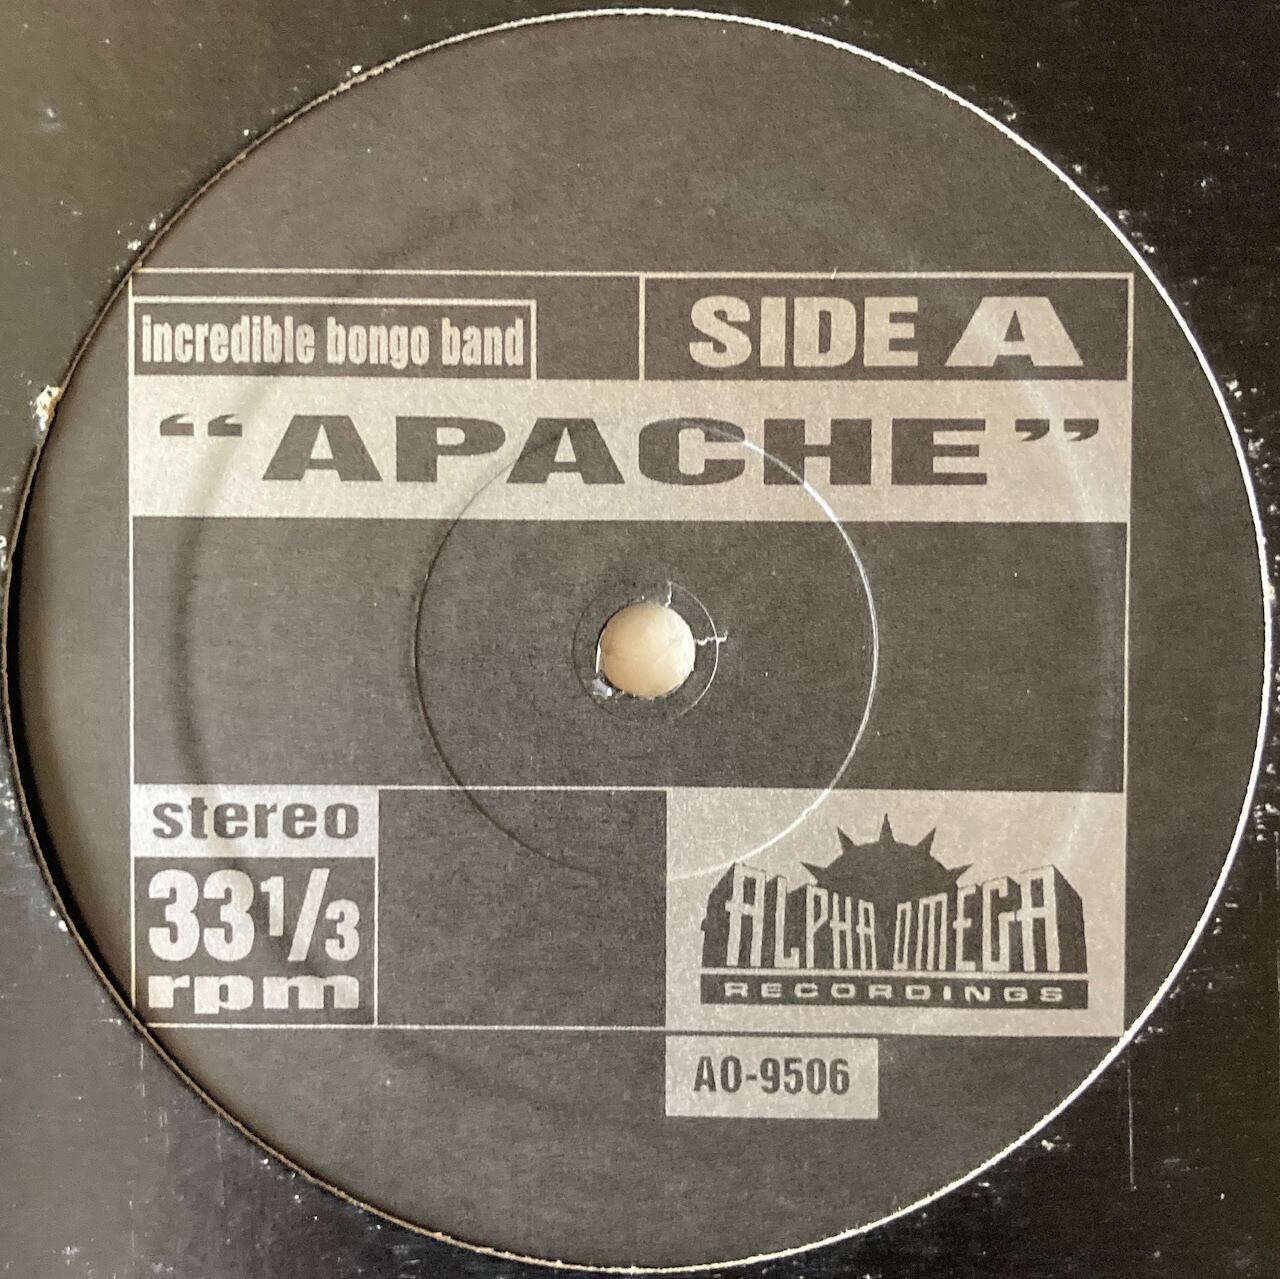 incredible bongo band
SIDE A
“APACHE”
stereo
33 1/3
rpm
ALPHA OMEGA
RECORDINGS
AO-9506